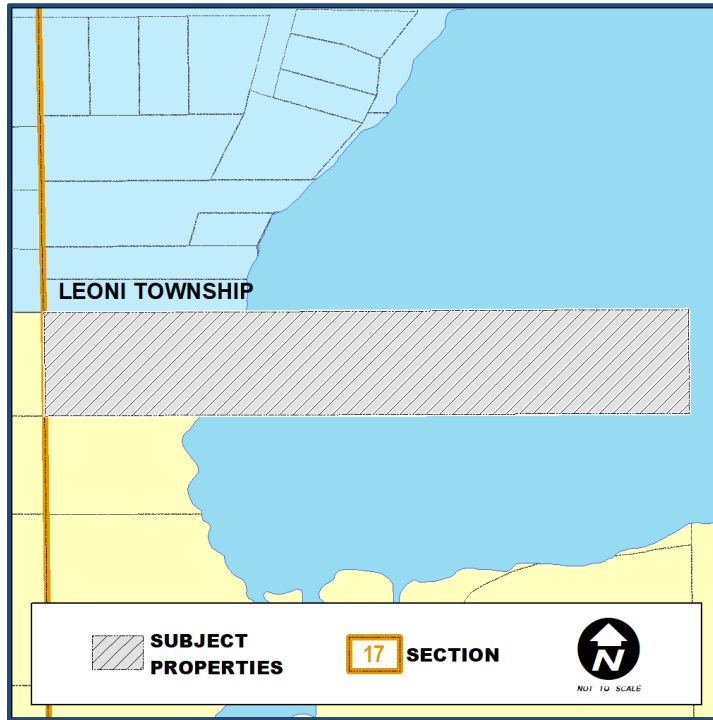 LEONI TOWNSHIP
SUBJECT
PROPERTIES
17 SECTION
N
NOT TO SCALE